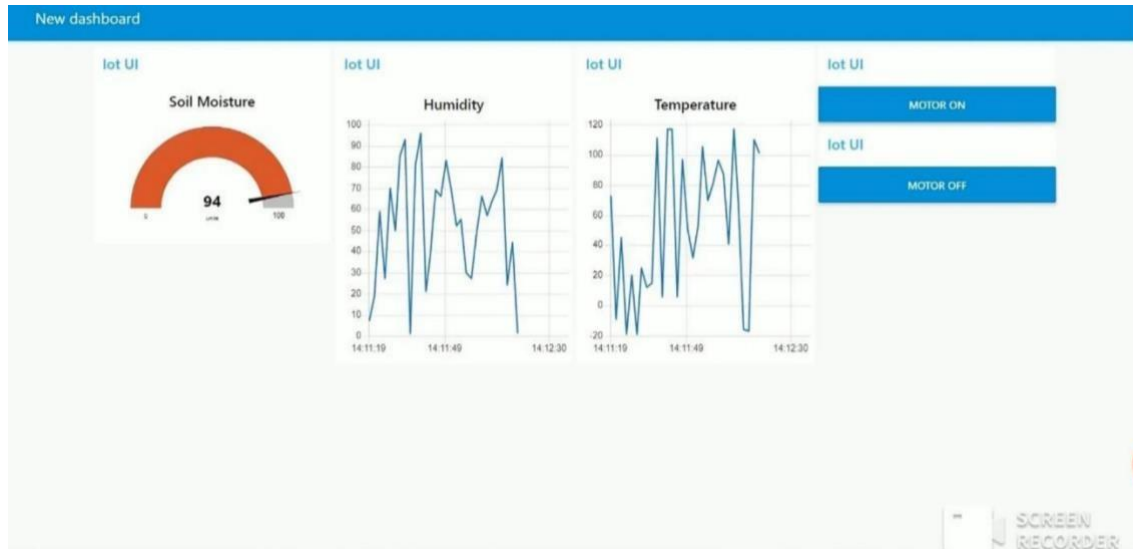 New dashboard
Iot UI
Soil Moisture
94
0
100
Iot UI
Humidity
100
90
80
70
60
50
40
30
20
10
0
14:11:19
14:11:49
14:12:30
Iot UI
Temperature
120
100
80
60
40
20
0
-20
14:11:19
14:11:49
14:12:30
Iot UI
MOTOR ON
Iot UI
MOTOR OFF
SCREEN
RECORDER